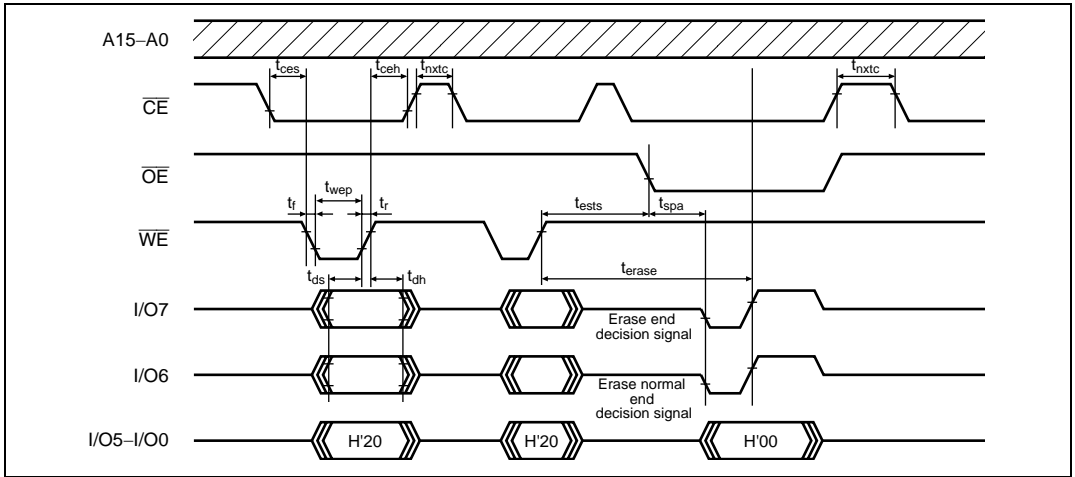 A15–A0
tces
tceh
tnxtc
tnxtc
CE
OE
twep
tf
tr
tests
tspa
WE
terase
tds
tdh
I/O7
Erase end
decision signal
I/O6
Erase normal
end
decision signal
I/O5–I/O0
H'20
H'20
H'00